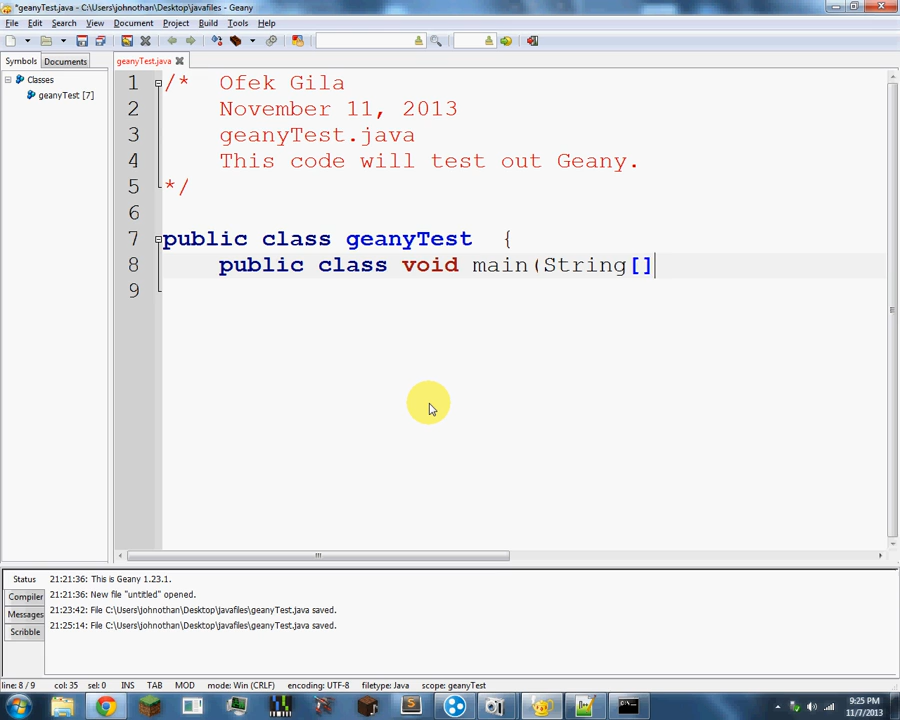 *geanyTest.java - C:\Users\johnothan\Desktop\javafiles - Geany
File Edit Search View Document Project Build Tools Help
Symbols Documents
geanyTest.java
Classes
geanyTest [7]
1 /* Ofek Gila
2 November 11, 2013
3 geanyTest.java
4 This code will test out Geany.
5 */
6
7 public class geanyTest {
8 public class void main(String[]
9
Status
Compiler
Messages
Scribble
21:21:36: This is Geany 1.23.1.
21:21:36: New file "untitled" opened.
21:23:42: File C:\Users\johnothan\Desktop\javafiles\geanyTest.java saved.
21:25:14: File C:\Users\johnothan\Desktop\javafiles\geanyTest.java saved.
line: 8 / 9 col: 35 sel: 0 INS TAB MOD mode: Win (CRLF) encoding: UTF-8 filetype: Java scope: geanyTest
9:25 PM
11/7/2013